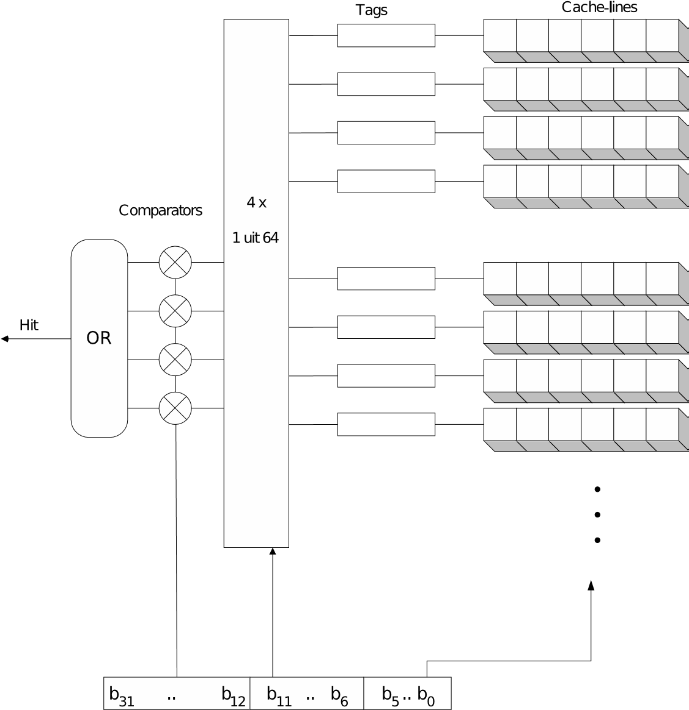 Tags
Cache-lines
4 x
1 uit 64
Comparators
Hit
OR
b31 .. b12 b11 .. b6 b5 .. b0